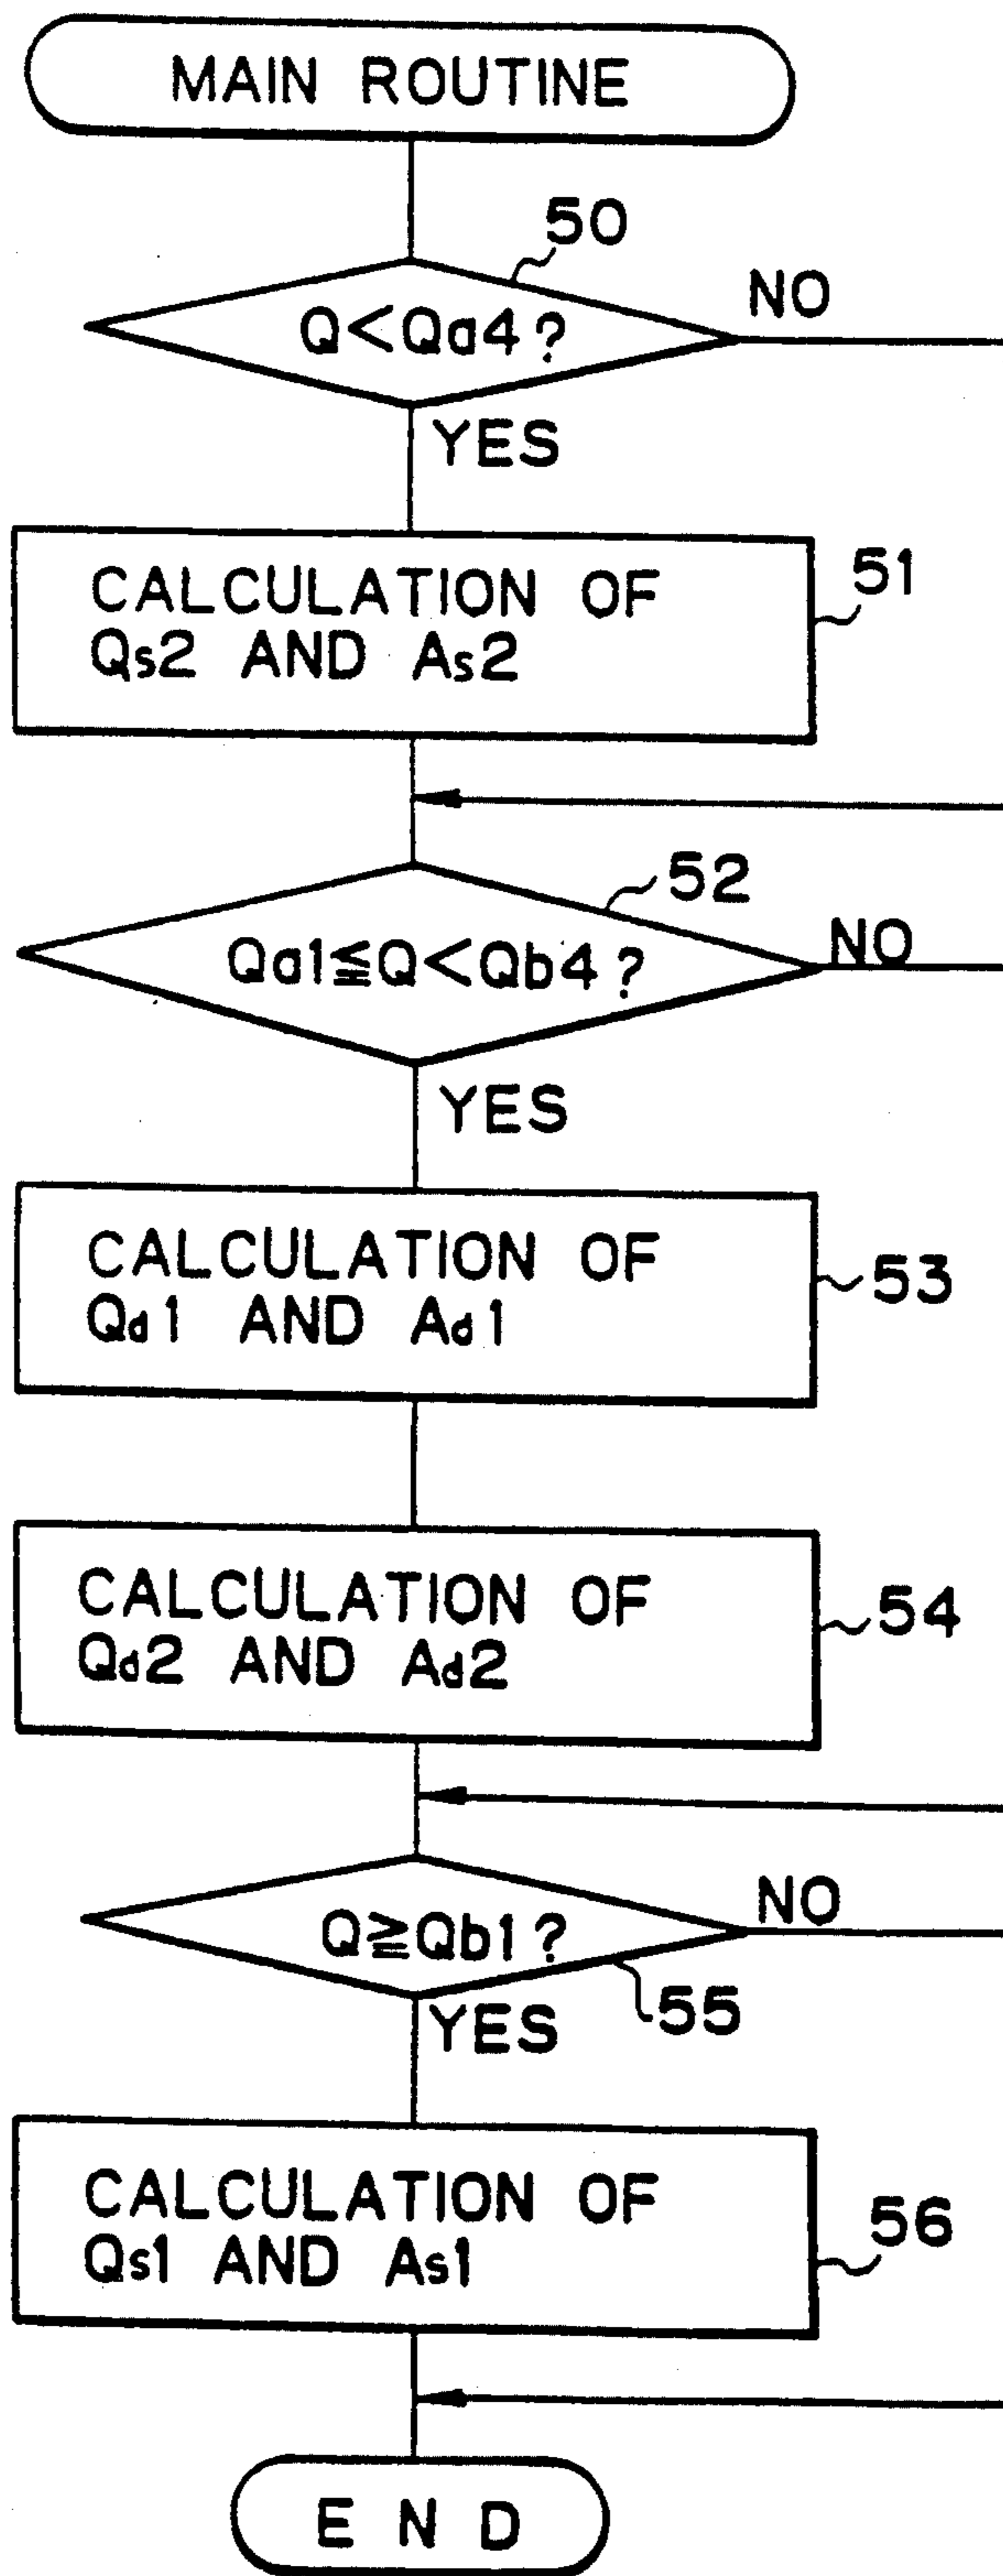 MAIN ROUTINE
50
Q<Qa4?
NO
YES
CALCULATION OF
Qs2 AND As2
51
52
Qa1≦Q<Qb4?
NO
YES
CALCULATION OF
Qd1 AND Ad1
53
CALCULATION OF
Qd2 AND Ad2
54
Q≧Qb1?
NO
55
YES
CALCULATION OF
Qs1 AND As1
56
END